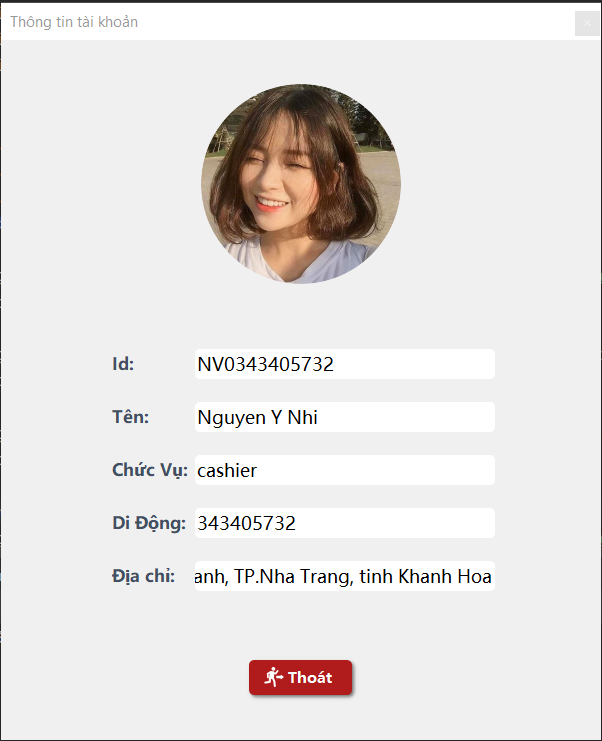 Thông tin tài khoản
Id: NV0343405732
Tên: Nguyen Y Nhi
Chức Vụ: cashier
Di Động: 343405732
Địa chỉ: anh, TP.Nha Trang, tinh Khanh Hoa
Thoát